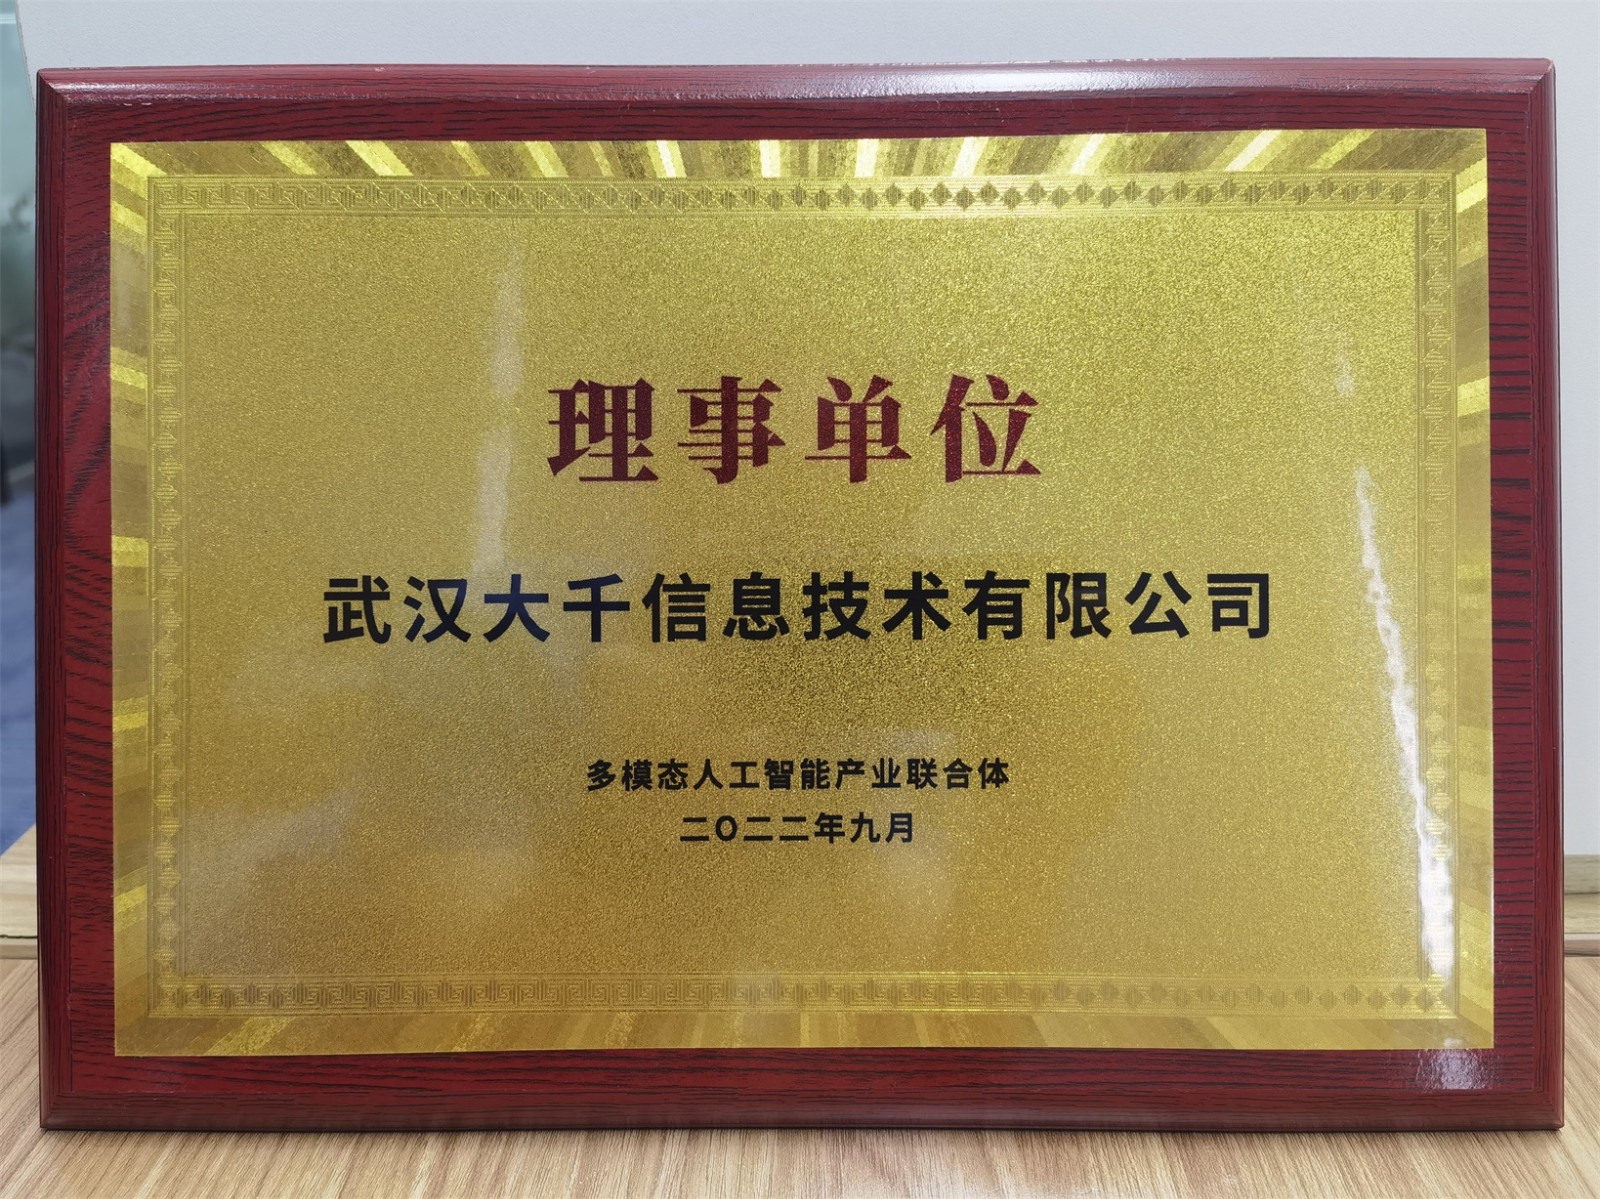 理事单位
武汉大千信息技术有限公司
多模态人工智能产业联合体
二〇二二年九月